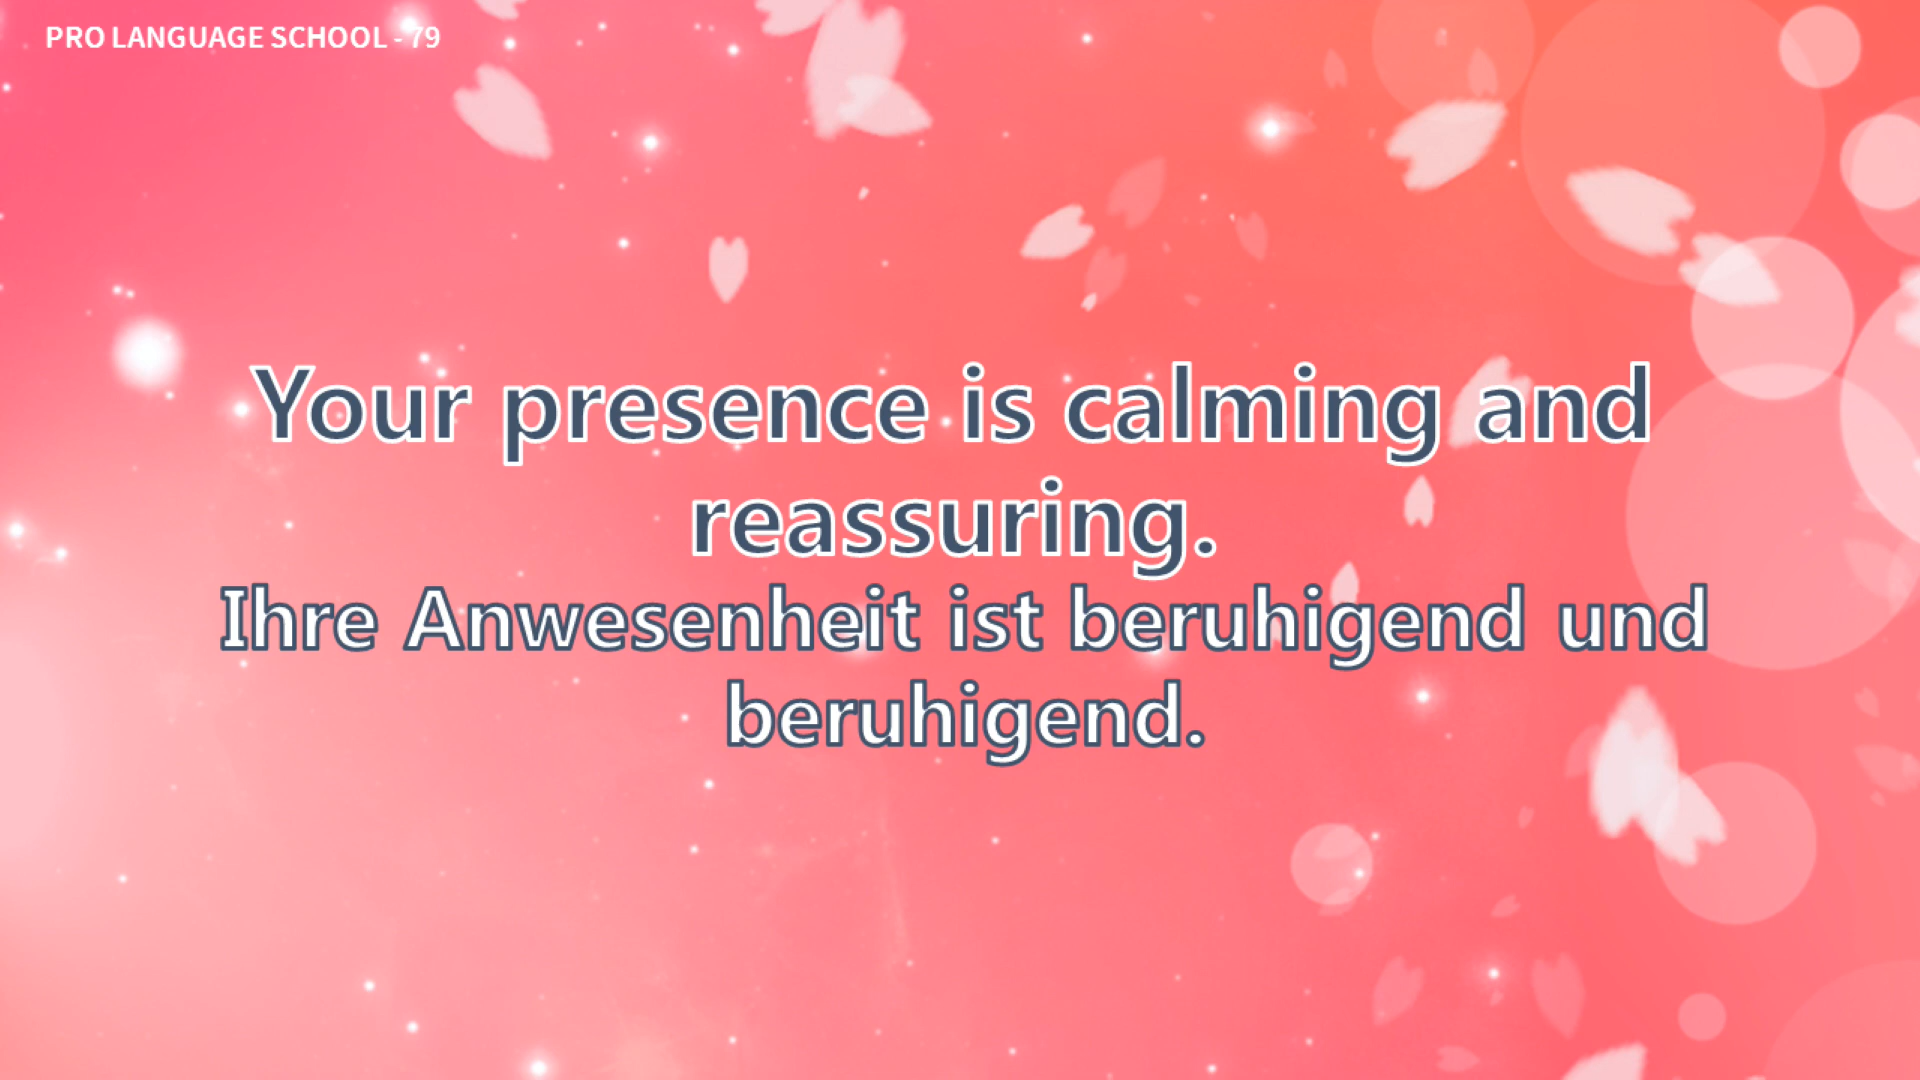 PRO LANGUAGE SCHOOL - 79
Your presence is calming and
reassuring.
Ihre Anwesenheit ist beruhigend und
beruhigend.